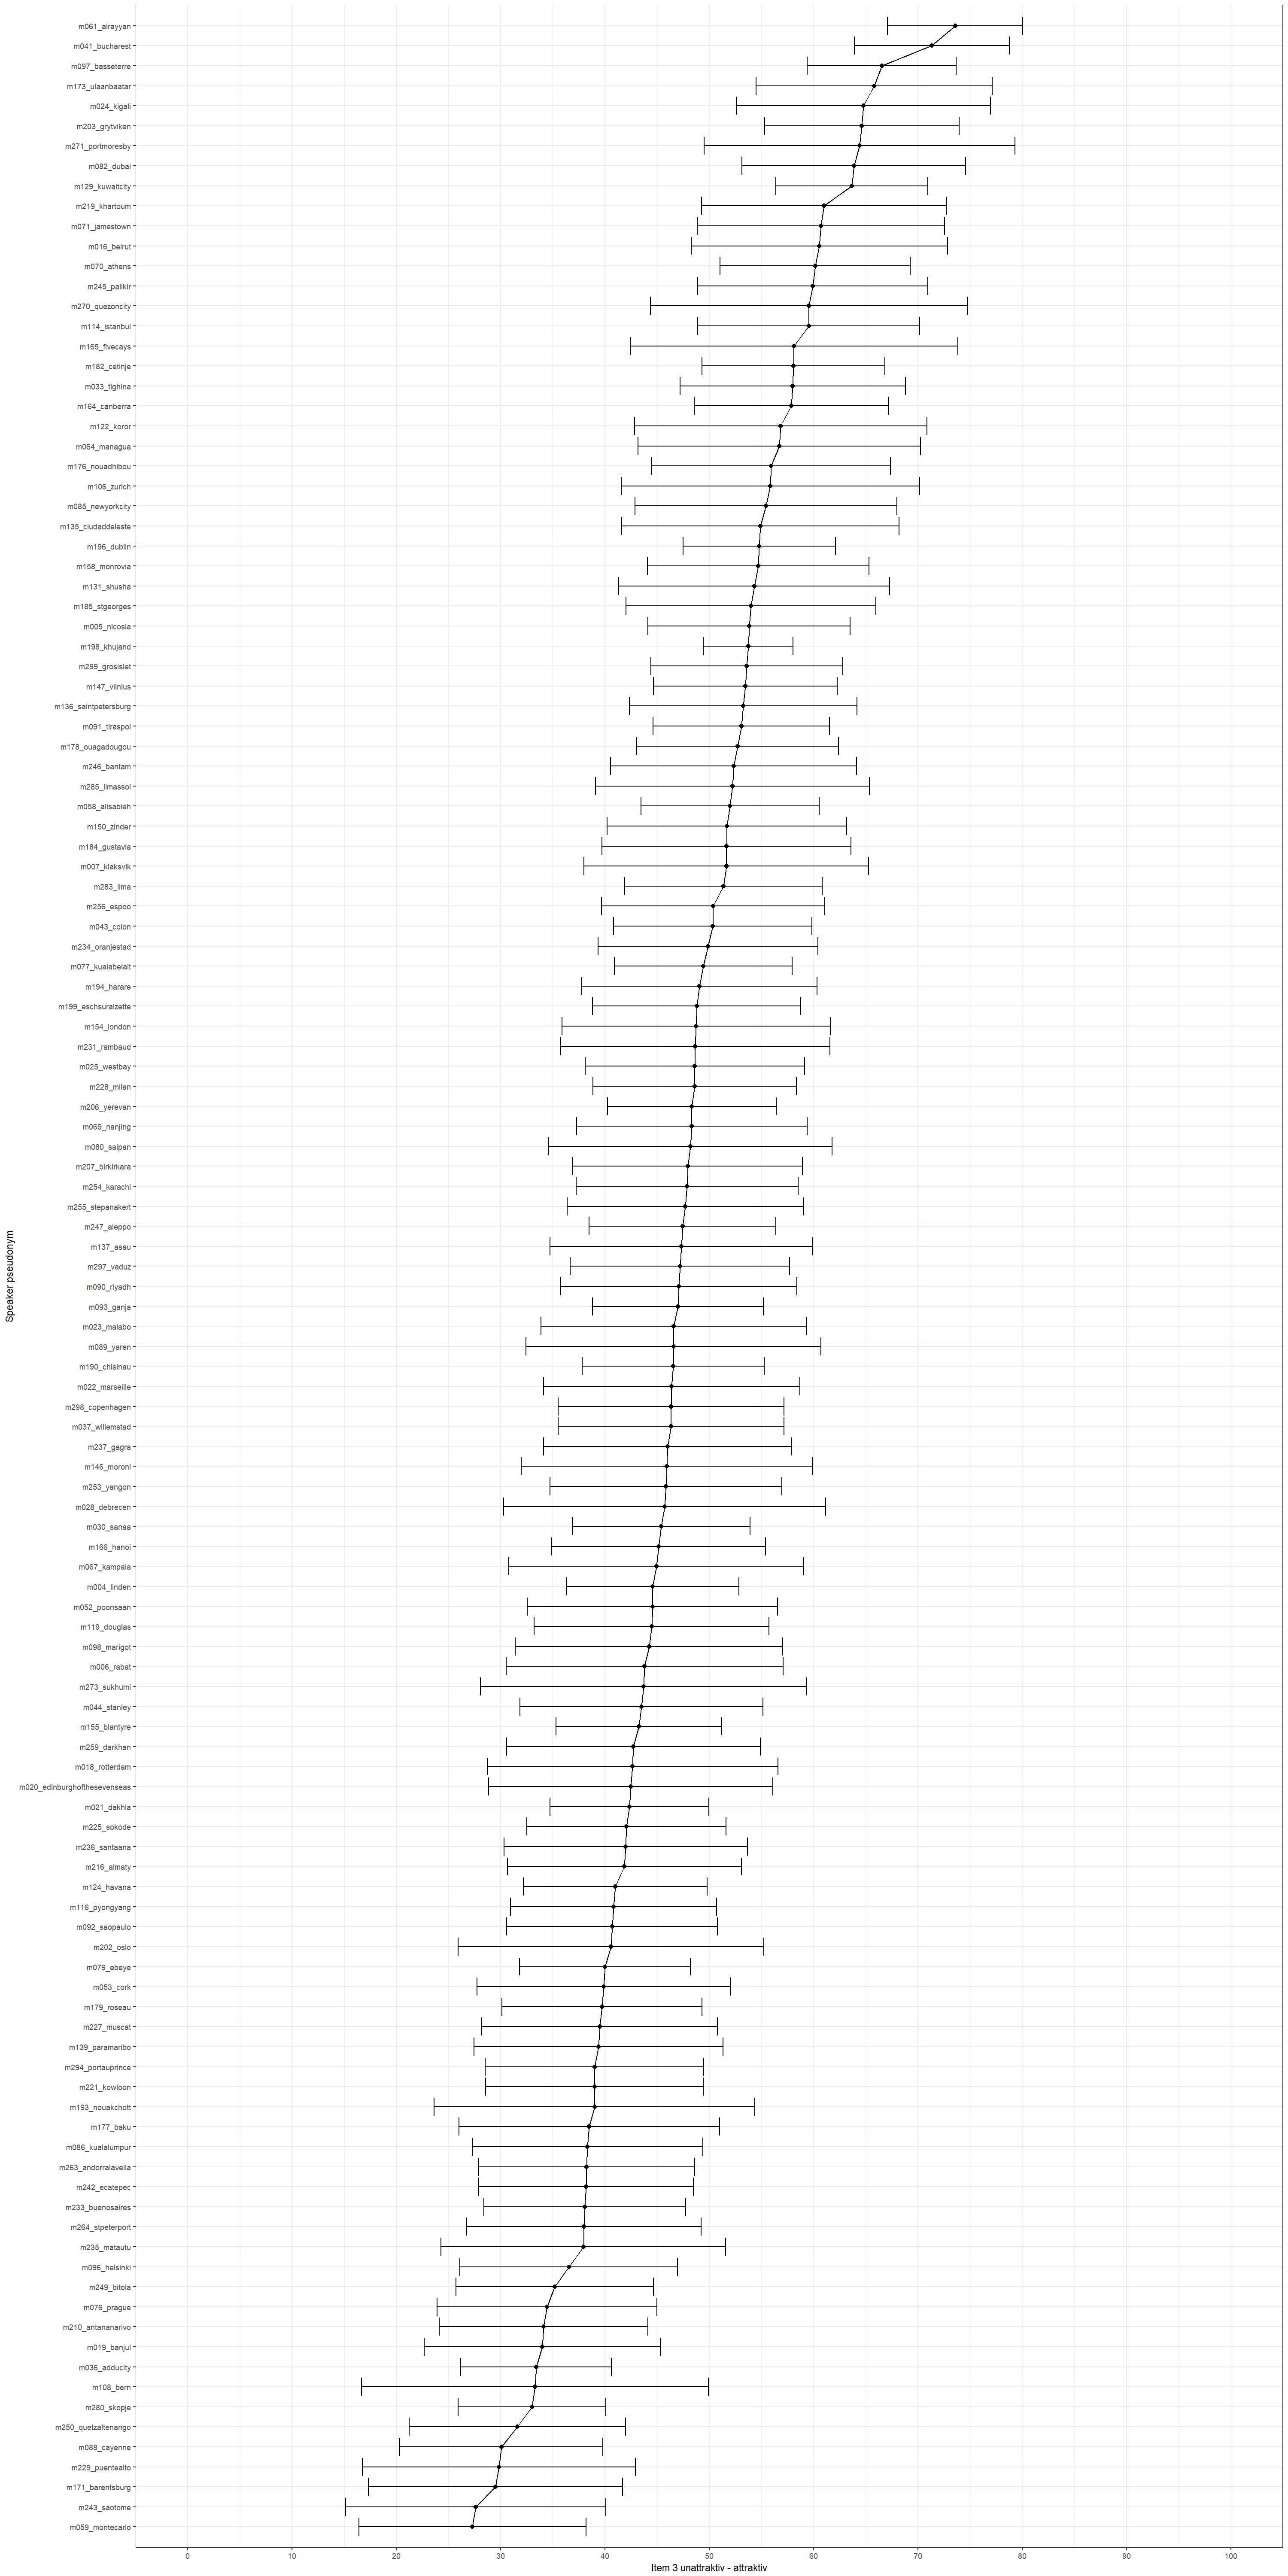 m061_alrayyan
m041_bucharest
m097_basseterre
m173_ulaanbaatar
m024_kigali
m203_grytviken
m271_portmoresby
m082_dubai
m129_kuwaitcity
m219_khartoum
m071_jamestown
m016_beirut
m070_athens
m245_palikir
m270_quezoncity
m114_istanbul
m165_fivecays
m182_cetinje
m033_tighina
m164_canberra
m122_koror
m064_managua
m176_nouadhibou
m106_zurich
m085_newyorkcity
m135_ciudaddeleste
m196_dublin
m158_monrovia
m131_shusha
m185_stgeorges
m005_nicosia
m198_khujand
m299_grosislet
m147_vilnius
m136_saintpetersburg
m091_tiraspol
m178_ouagadougou
m246_bantam
m285_limassol
m058_alisabieh
m150_zinder
m184_gustavia
m007_klaksvik
m283_lima
m256_espoo
m043_colon
m234_oranjestad
m077_kualabelait
m194_harare
m199_eschsuralzette
m154_london
m231_rambaud
m025_westbay
m228_milan
m206_yerevan
m069_nanjing
m080_saipan
m207_birkirkara
m254_karachi
m255_stepanakert
m247_aleppo
m137_asau
m297_vaduz
m090_riyadh
m093_ganja
m023_malabo
m089_yaren
m190_chisinau
m022_marseille
m298_copenhagen
m037_willemstad
m237_gagra
m146_moroni
m253_yangon
m028_debrecen
m030_sanaa
m166_hanoi
m067_kampala
m004_linden
m052_poonsaan
m119_douglas
m098_marigot
m006_rabat
m273_sukhumi
m044_stanley
m155_blantyre
m259_darkhan
m018_rotterdam
m020_edinburghofthesevenseas
m021_dakhla
m225_sokode
m236_santaana
m216_almaty
m124_havana
m116_pyongyang
m092_saopaulo
m202_oslo
m079_ebeye
m053_cork
m179_roseau
m227_muscat
m139_paramaribo
m294_portauprince
m221_kowloon
m193_nouakchott
m177_baku
m086_kualalumpur
m263_andorralavella
m242_ecatepec
m233_buenosaires
m264_stpeterport
m235_matautu
m096_helsinki
m249_bitola
m076_prague
m210_antananarivo
m019_banjul
m036_adducity
m108_bern
m280_skopje
m250_quetzaltenango
m088_cayenne
m229_puentealto
m171_barentsburg
m243_saotome
m059_montecarlo
Speaker pseudonym
0 10 20 30 40 50 60 70 80 90 100
Item 3 unattraktiv - attraktiv